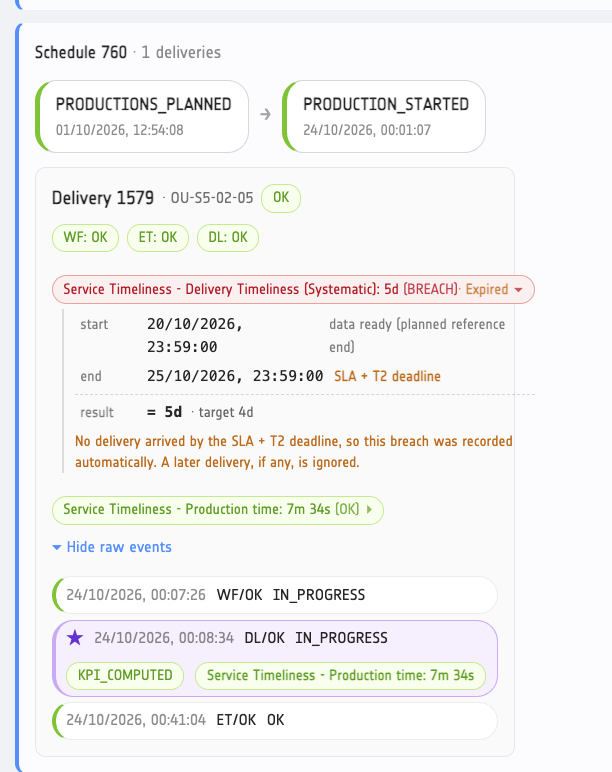 Schedule 760 · 1 deliveries
PRODUCTIONS_PLANNED → PRODUCTION_STARTED
01/10/2026, 12:54:08 24/10/2026, 00:01:07
Delivery 1579 · OU-S5-02-05 OK
WF: OK ET: OK DL: OK
Service Timeliness - Delivery Timeliness (Systematic): 5d (BREACH)· Expired
start 20/10/2026, data ready (planned reference
23:59:00 end)
end 25/10/2026, 23:59:00 SLA + T2 deadline
result = 5d · target 4d
No delivery arrived by the SLA + T2 deadline, so this breach was recorded
automatically. A later delivery, if any, is ignored.
Service Timeliness - Production time: 7m 34s (OK)
Hide raw events
24/10/2026, 00:07:26 WF/OK IN_PROGRESS
24/10/2026, 00:08:34 DL/OK IN_PROGRESS
KPI_COMPUTED Service Timeliness - Production time: 7m 34s
24/10/2026, 00:41:04 ET/OK OK